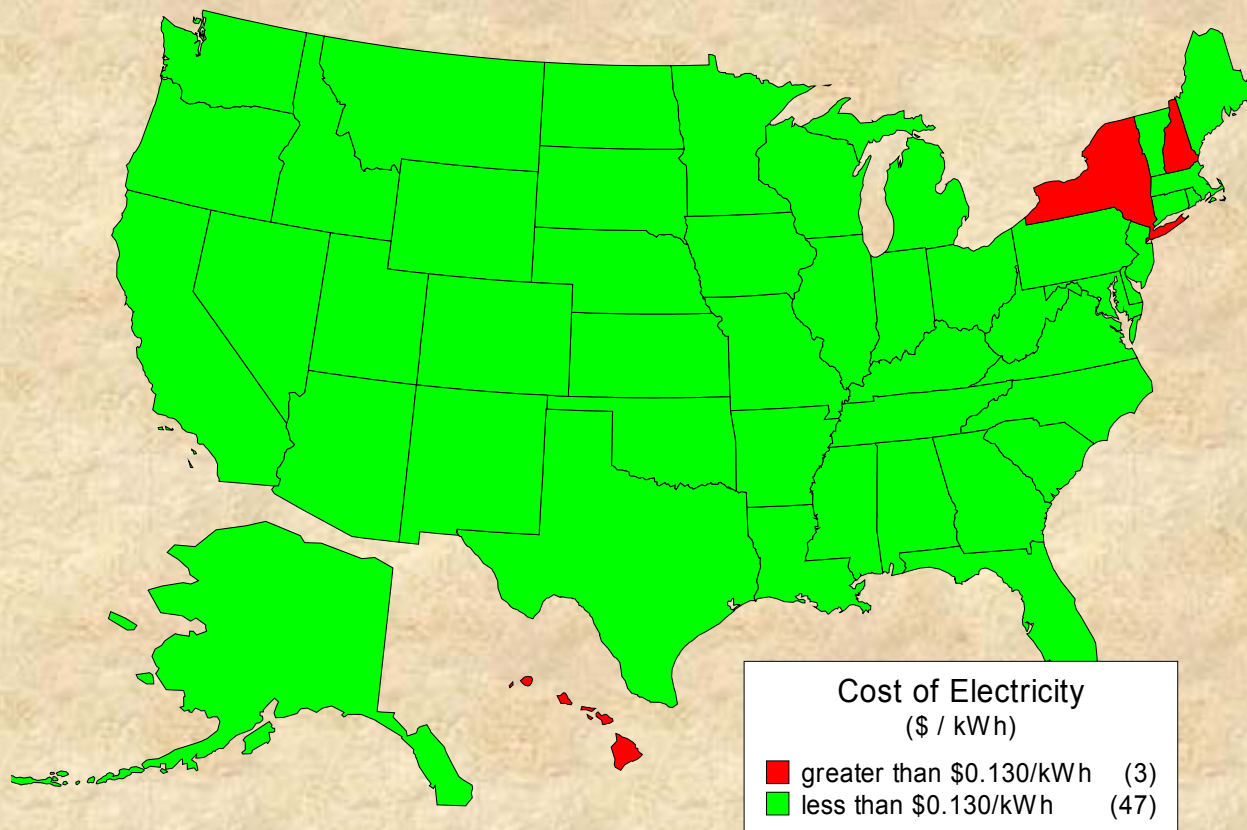 Cost of Electricity
($ / kWh)
greater than $0.130/kWh (3)
less than $0.130/kWh (47)